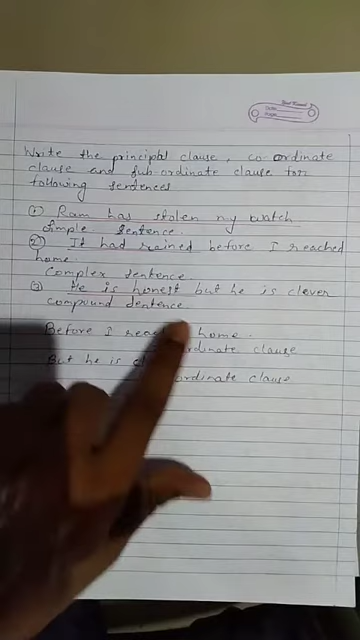 Write the principal clause, co-ordinate
clause and sub-ordinate clause for
following sentences
① Ram has stolen my watch
Simple sentence.
② It had rained before I reached
home.
Complex sentence
③ He is honest but he is clever
compound sentence
Before I home.
ordinate clause
But he is
ordinate clause